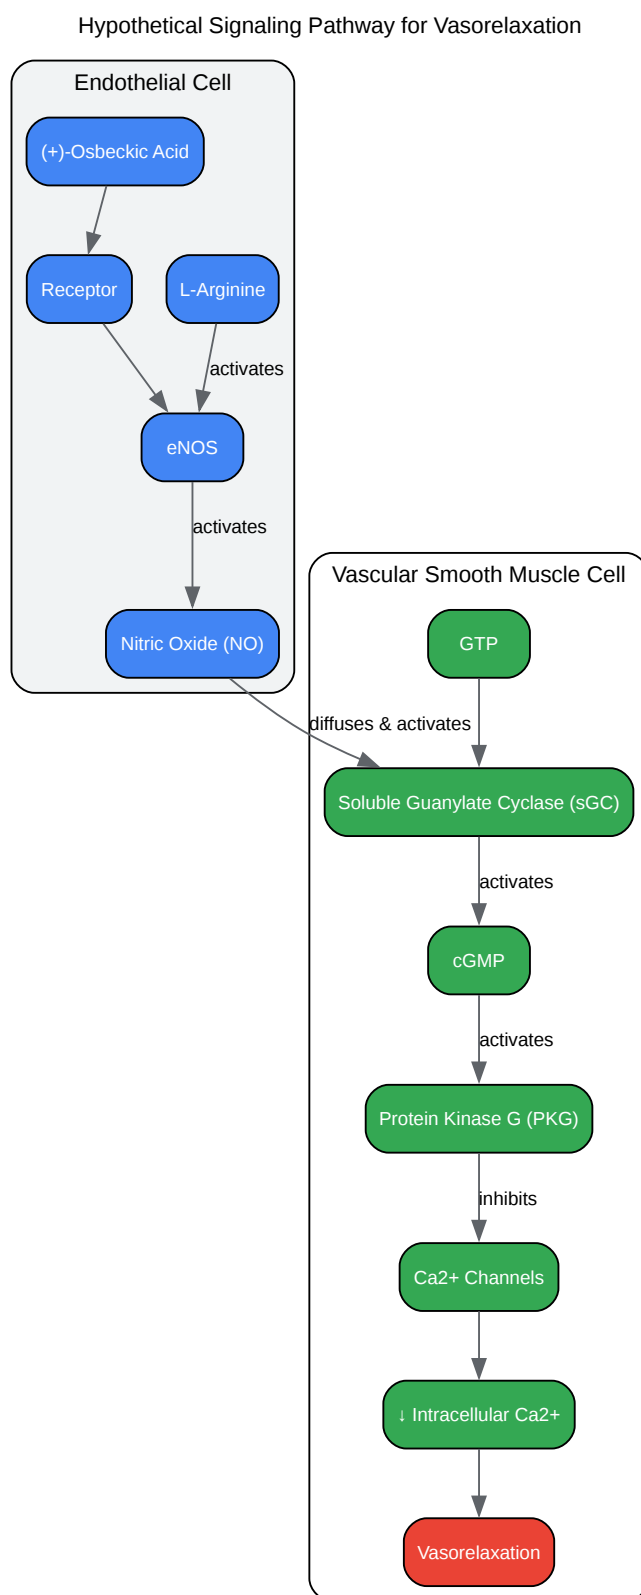 Hypothetical Signaling Pathway for Vasorelaxation
Endothelial Cell
(+)-Osbeckic Acid
Receptor
L-Arginine
activates
eNOS
activates
Nitric Oxide (NO)
Vascular Smooth Muscle Cell
GTP
diffuses & activates
Soluble Guanylate Cyclase (sGC)
activates
cGMP
activates
Protein Kinase G (PKG)
inhibits
Ca2+ Channels
↓ Intracellular Ca2+
Vasorelaxation